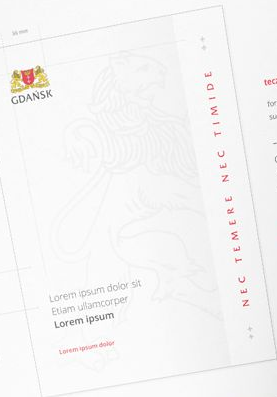 GDAŃSK
NEC TEMERE NEC TIMIDE
Lorem ipsum dolor sit
Etiam ullamcorper
Lorem ipsum
Lorem ipsum dolor